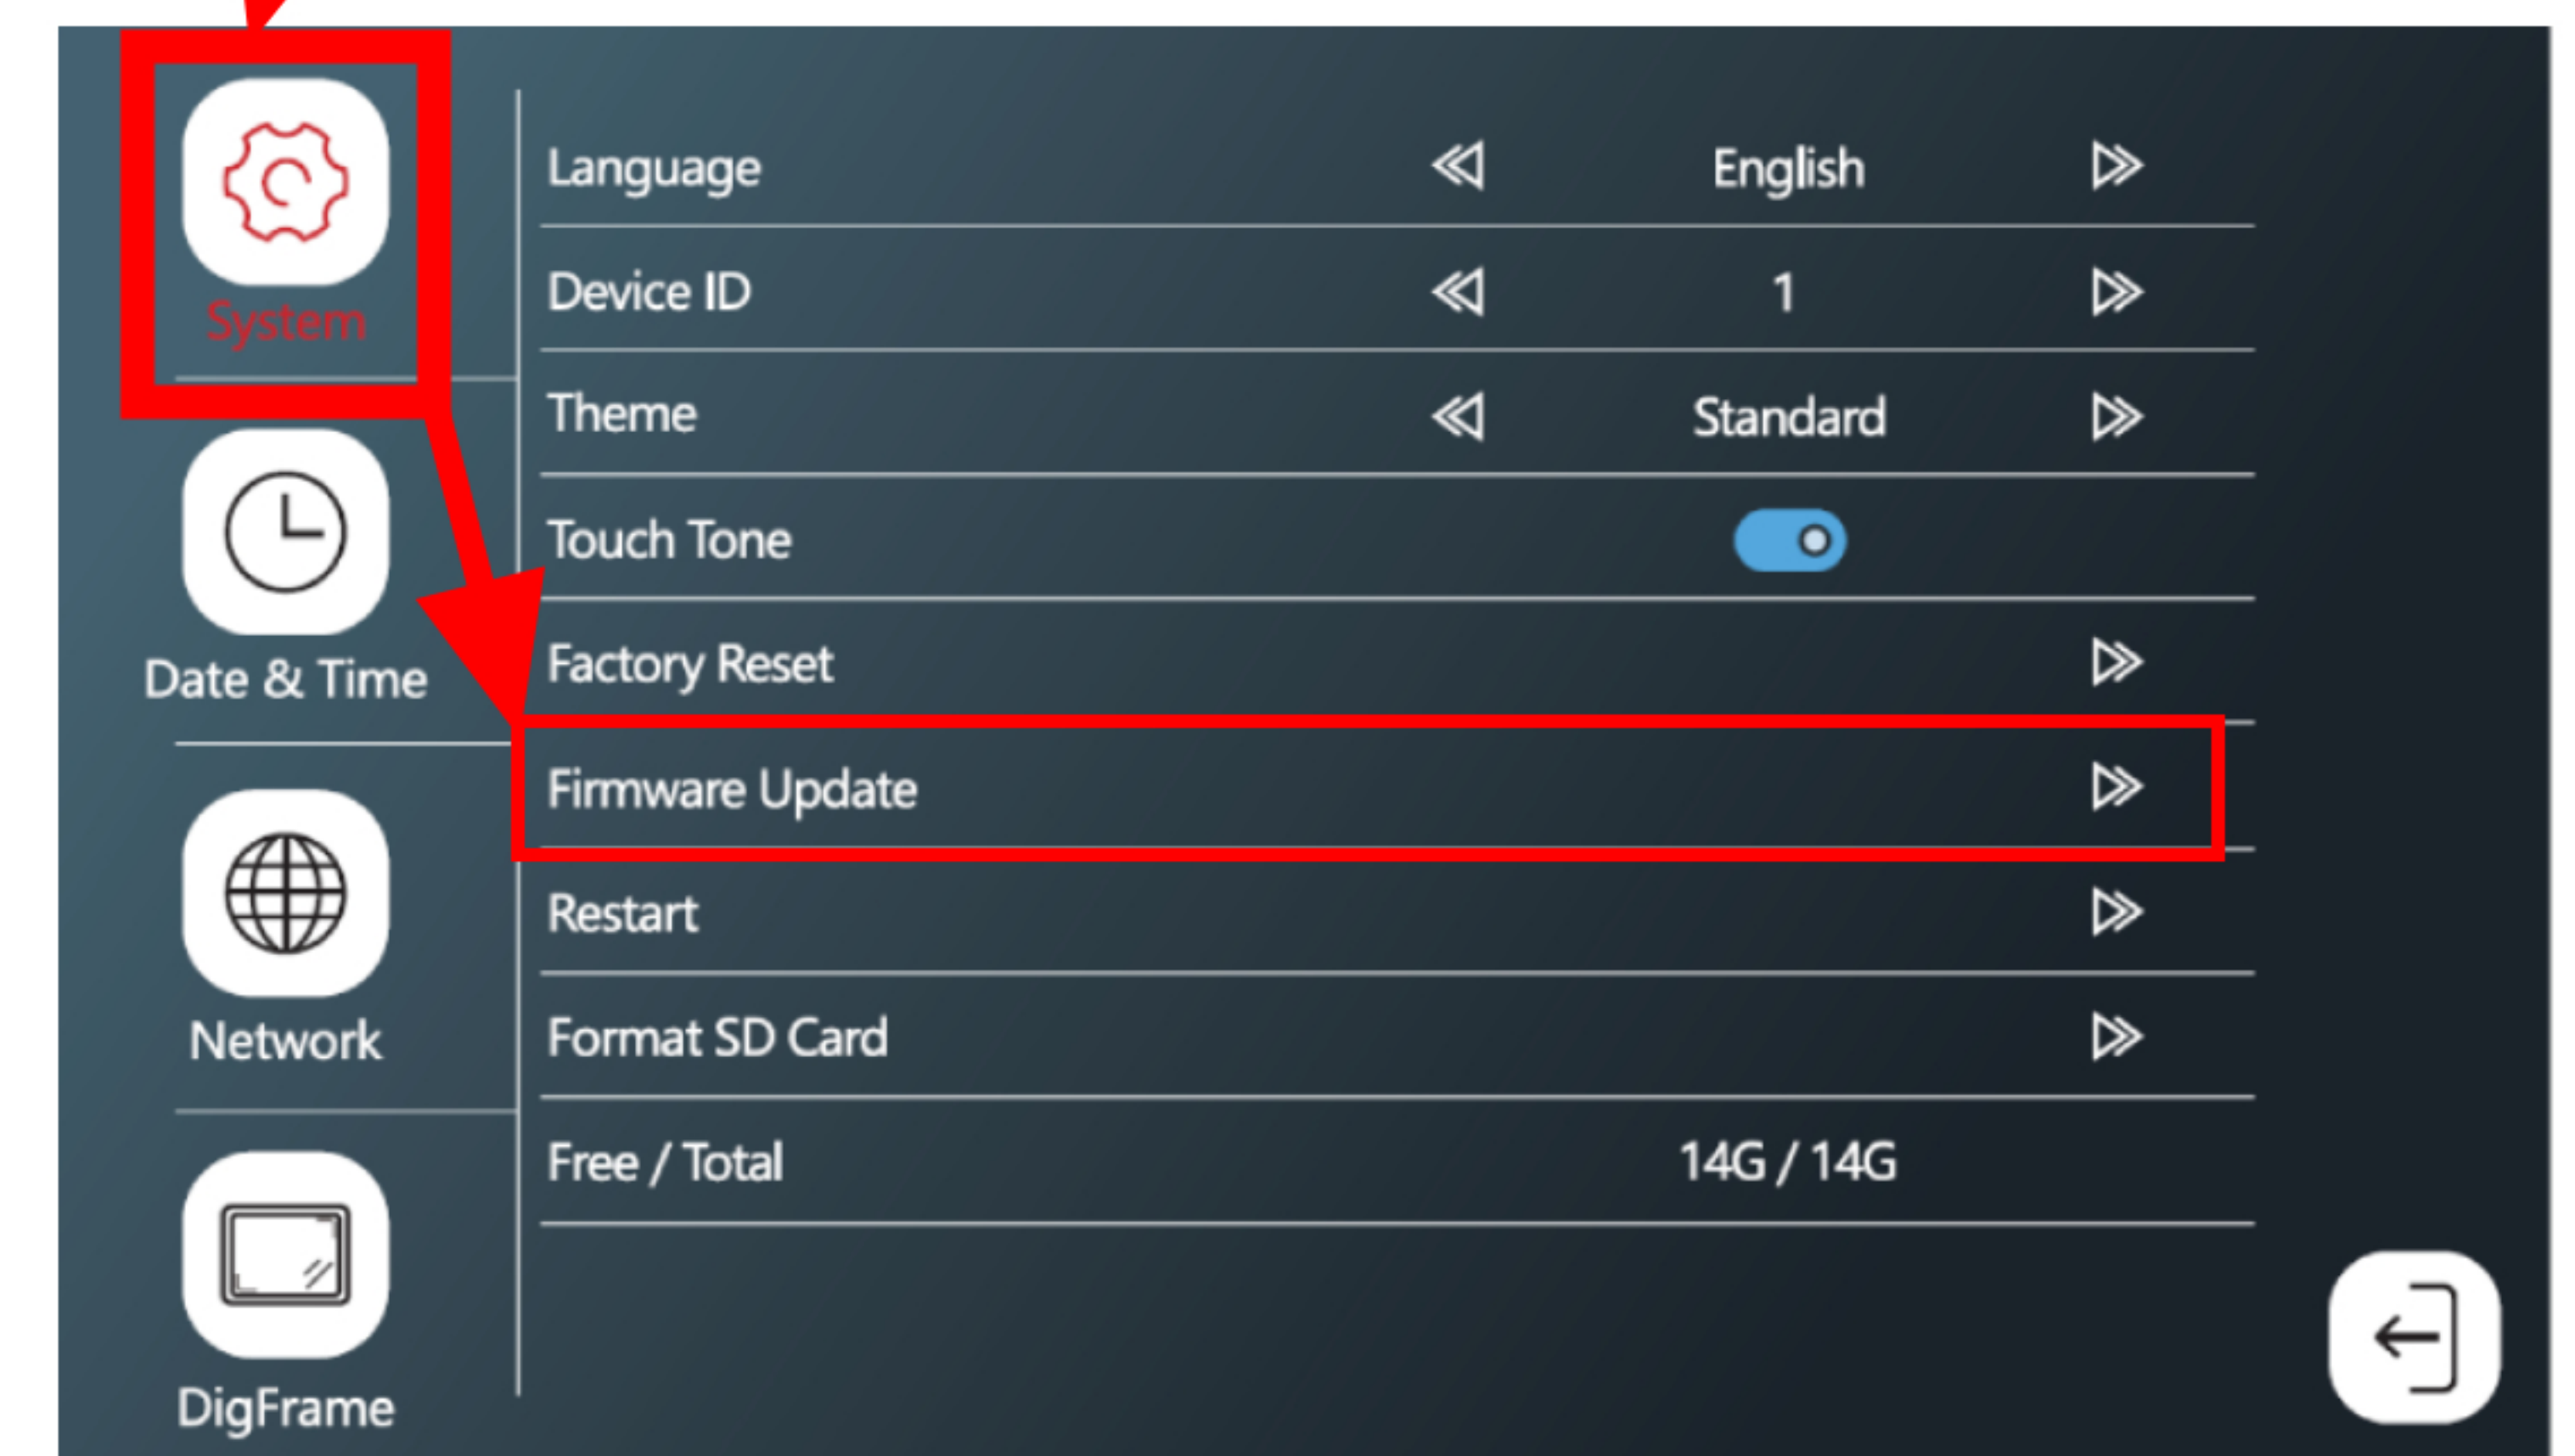 System
Date & Time
Network
DigFrame
Language English
Device ID 1
Theme Standard
Touch Tone
Factory Reset
Firmware Update
Restart
Format SD Card
Free / Total 14G / 14G